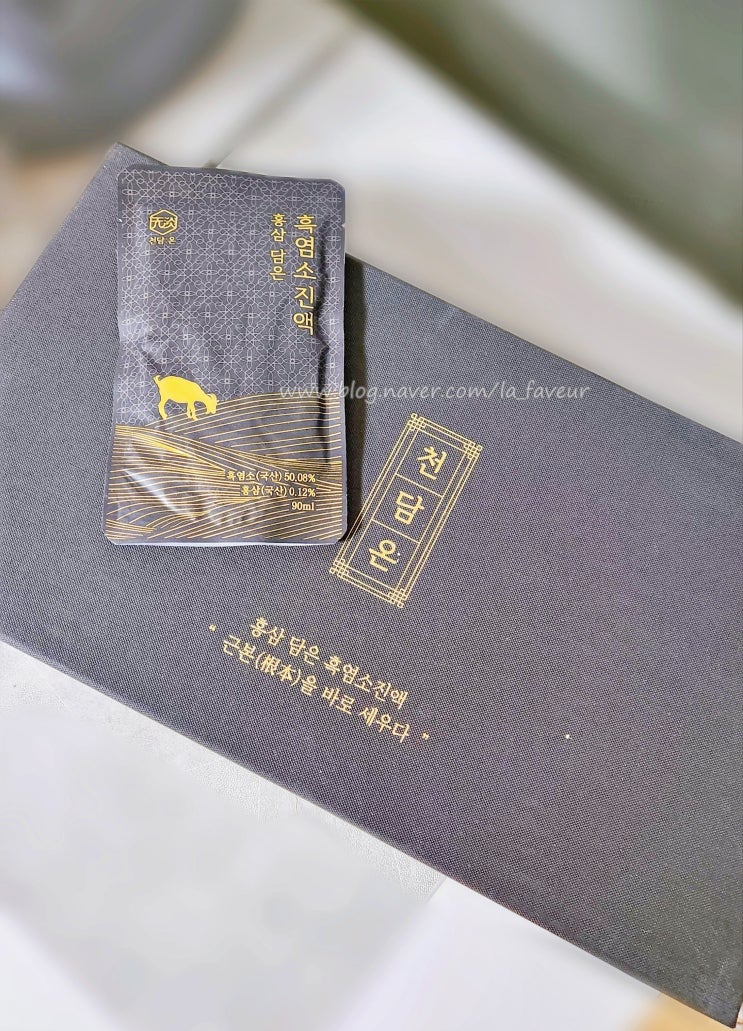 천담 온
흑염소진액
홍삼 담은
흑염소(국산) 50.08%
홍삼(국산) 0.12%
90ml
www.blog.naver.com/la_faveur
천담온
홍삼 담은 흑염소진액
" 근본(根本)을 바로 세우다 "